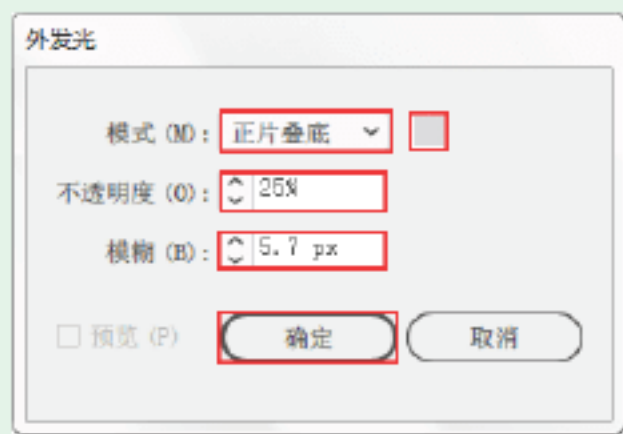 外发光
模式(M): 正片叠底
不透明度(O): 25%
模糊(B): 5.7 px
预览(P) 确定 取消